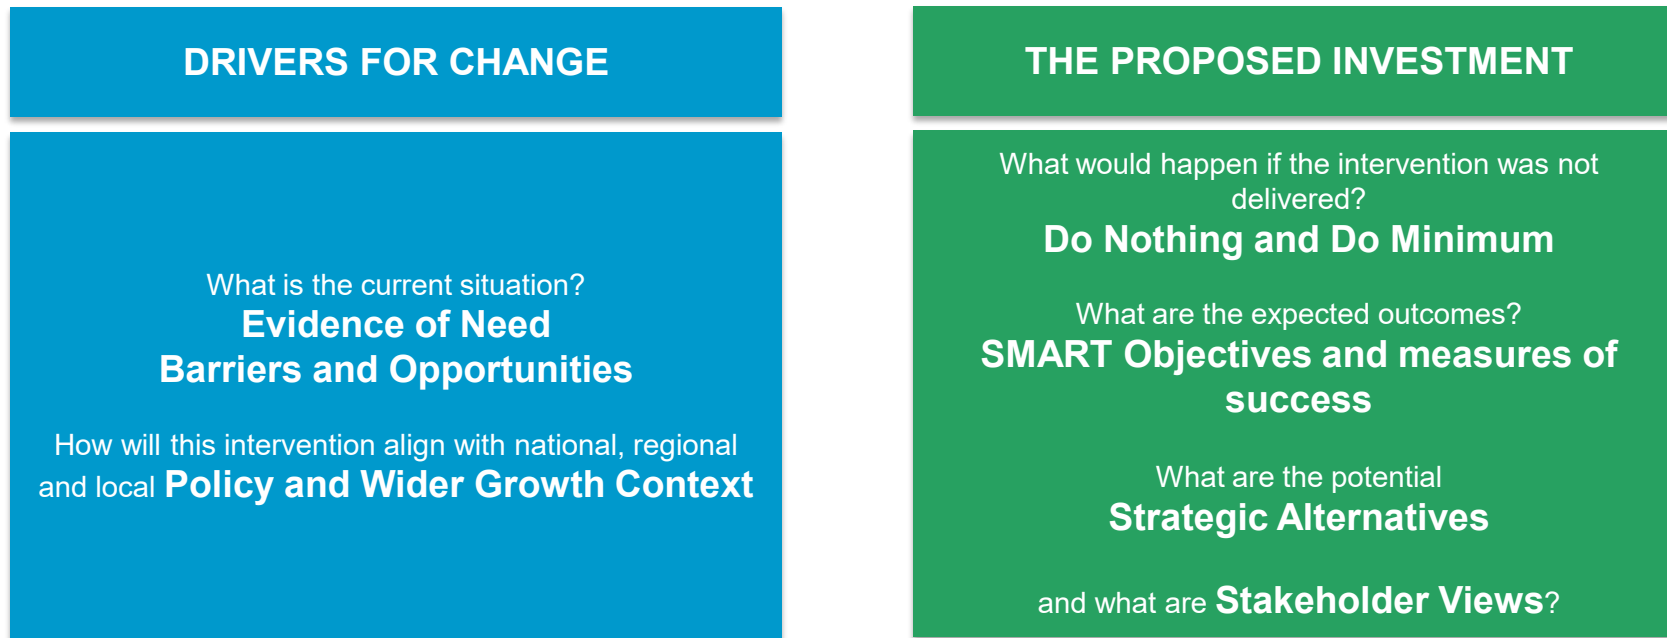 DRIVERS FOR CHANGE
What is the current situation?
Evidence of Need
Barriers and Opportunities
How will this intervention align with national, regional
and local Policy and Wider Growth Context
THE PROPOSED INVESTMENT
What would happen if the intervention was not
delivered?
Do Nothing and Do Minimum
What are the expected outcomes?
SMART Objectives and measures of
success
What are the potential
Strategic Alternatives
and what are Stakeholder Views?